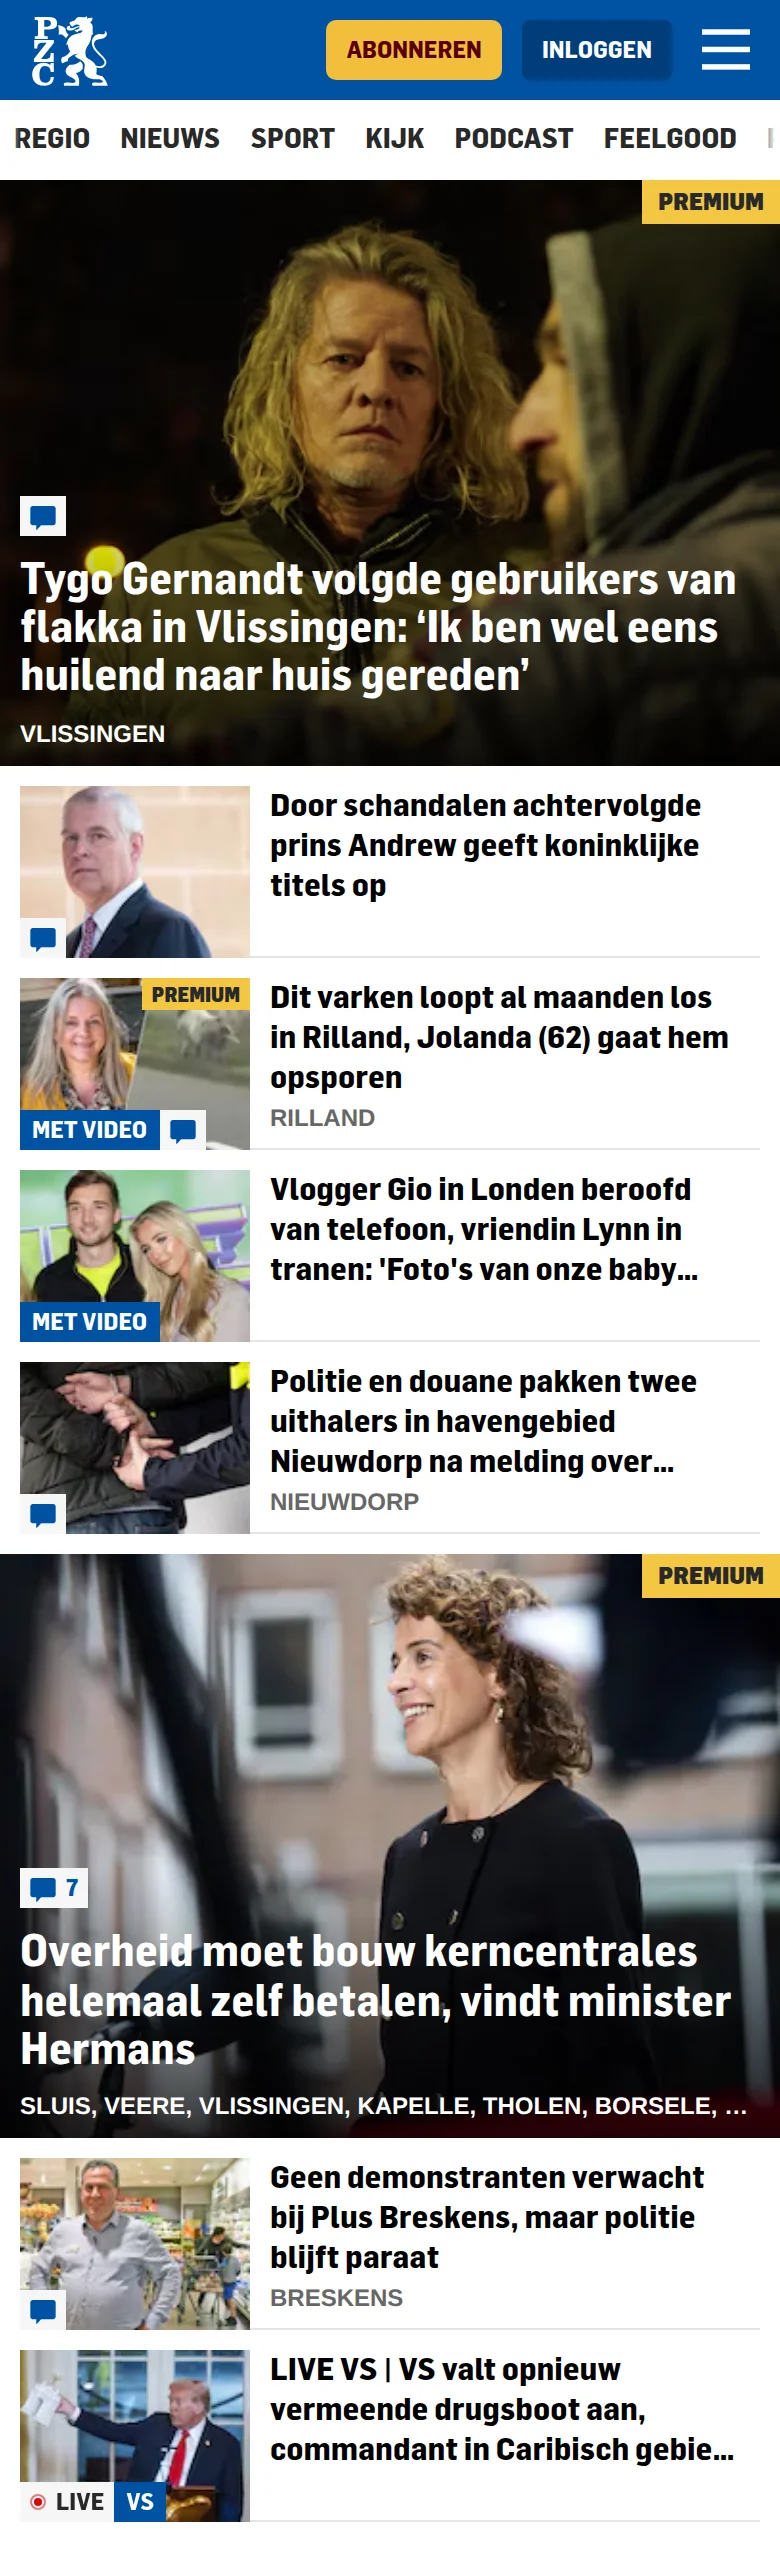 PZC
ABONNEREN
INLOGGEN
REGIO NIEUWS SPORT KIJK PODCAST FEELGOOD
PREMIUM
Tygo Gernandt volgde gebruikers van
flakka in Vlissingen: ‘Ik ben wel eens
huilend naar huis gereden’
VLISSINGEN
Door schandalen achtervolgde
prins Andrew geeft koninklijke
titels op
PREMIUM
MET VIDEO
Dit varken loopt al maanden los
in Rilland, Jolanda (62) gaat hem
opsporen
RILLAND
MET VIDEO
Vlogger Gio in Londen beroofd
van telefoon, vriendin Lynn in
tranen: 'Foto's van onze baby...
Politie en douane pakken twee
uithalers in havengebied
Nieuwdorp na melding over...
NIEUWDORP
PREMIUM
7
Overheid moet bouw kerncentrales
helemaal zelf betalen, vindt minister
Hermans
SLUIS, VEERE, VLISSINGEN, KAPELLE, THOLEN, BORSELE, ...
Geen demonstranten verwacht
bij Plus Breskens, maar politie
blijft paraat
BRESKENS
LIVE VS
LIVE VS | VS valt opnieuw
vermeende drugsboot aan,
commandant in Caribisch gebie...